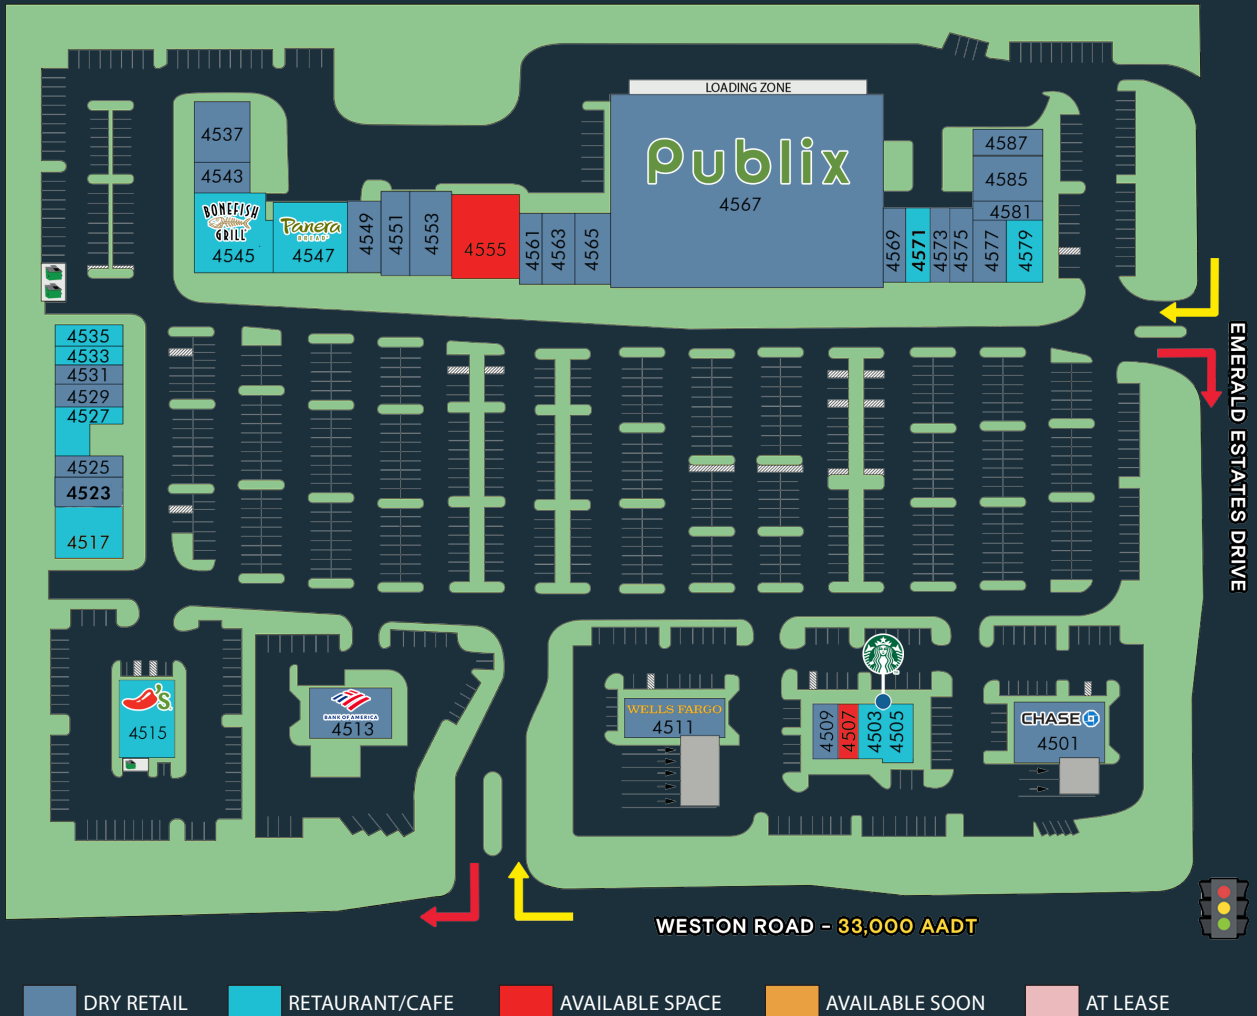 LOADING ZONE
Publix
4567
4537
4543
BONEFISH
GRILL
4545
Panera
BREAD
4547
4549
4551
4553
4555
4561
4563
4565
4569
4571
4573
4575
4577
4579
4587
4585
4581
4535
4533
4531
4529
4527
4525
4523
4517
EMERALD ESTATES DRIVE
'S
4515
BANK OF AMERICA
4513
WELLS FARGO
4511
4509
4507
4503
4505
CHASE
4501
WESTON ROAD - 33,000 AADT
DRY RETAIL
RETAURANT/CAFE
AVAILABLE SPACE
AVAILABLE SOON
AT LEASE